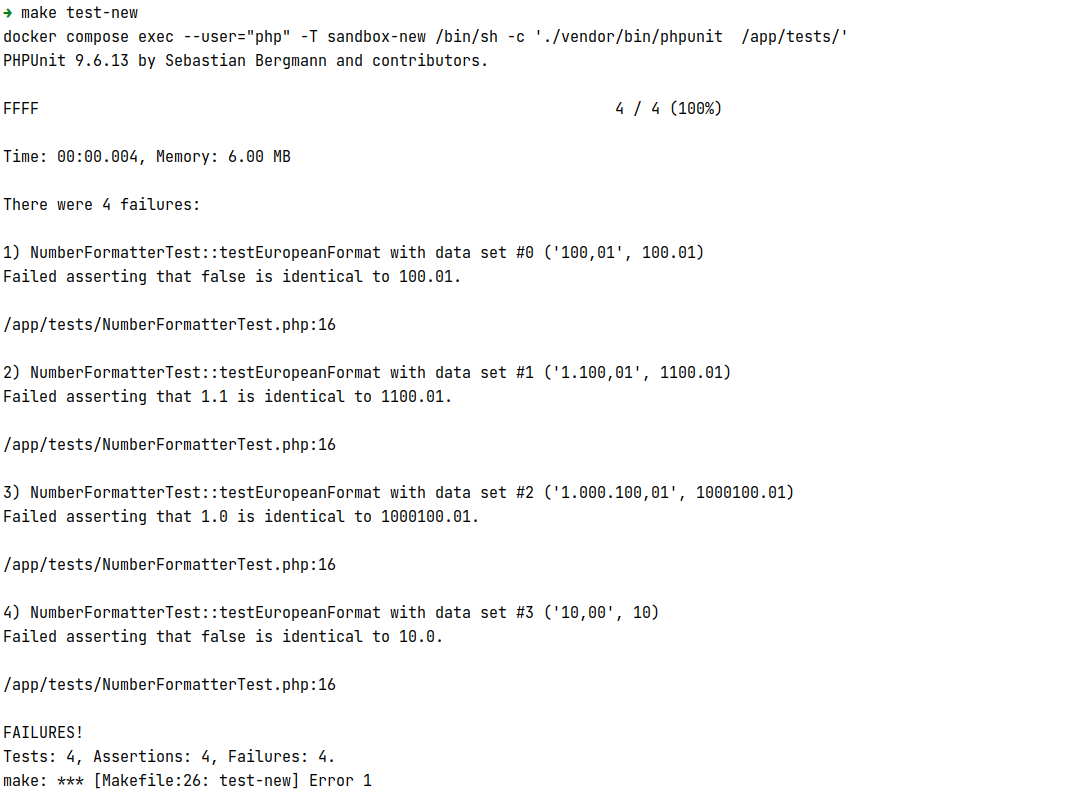 ➜ make test-new
docker compose exec --user="php" -T sandbox-new /bin/sh -c './vendor/bin/phpunit  /app/tests/'
PHPUnit 9.6.13 by Sebastian Bergmann and contributors.
FFFF                                                                4 / 4 (100%)
Time: 00:00.004, Memory: 6.00 MB
There were 4 failures:
1) NumberFormatterTest::testEuropeanFormat with data set #0 ('100,01', 100.01)
Failed asserting that false is identical to 100.01.
/app/tests/NumberFormatterTest.php:16
2) NumberFormatterTest::testEuropeanFormat with data set #1 ('1.100,01', 1100.01)
Failed asserting that 1.1 is identical to 1100.01.
/app/tests/NumberFormatterTest.php:16
3) NumberFormatterTest::testEuropeanFormat with data set #2 ('1.000.100,01', 1000100.01)
Failed asserting that 1.0 is identical to 1000100.01.
/app/tests/NumberFormatterTest.php:16
4) NumberFormatterTest::testEuropeanFormat with data set #3 ('10,00', 10)
Failed asserting that false is identical to 10.0.
/app/tests/NumberFormatterTest.php:16
FAILURES!
Tests: 4, Assertions: 4, Failures: 4.
make: *** [Makefile:26: test-new] Error 1